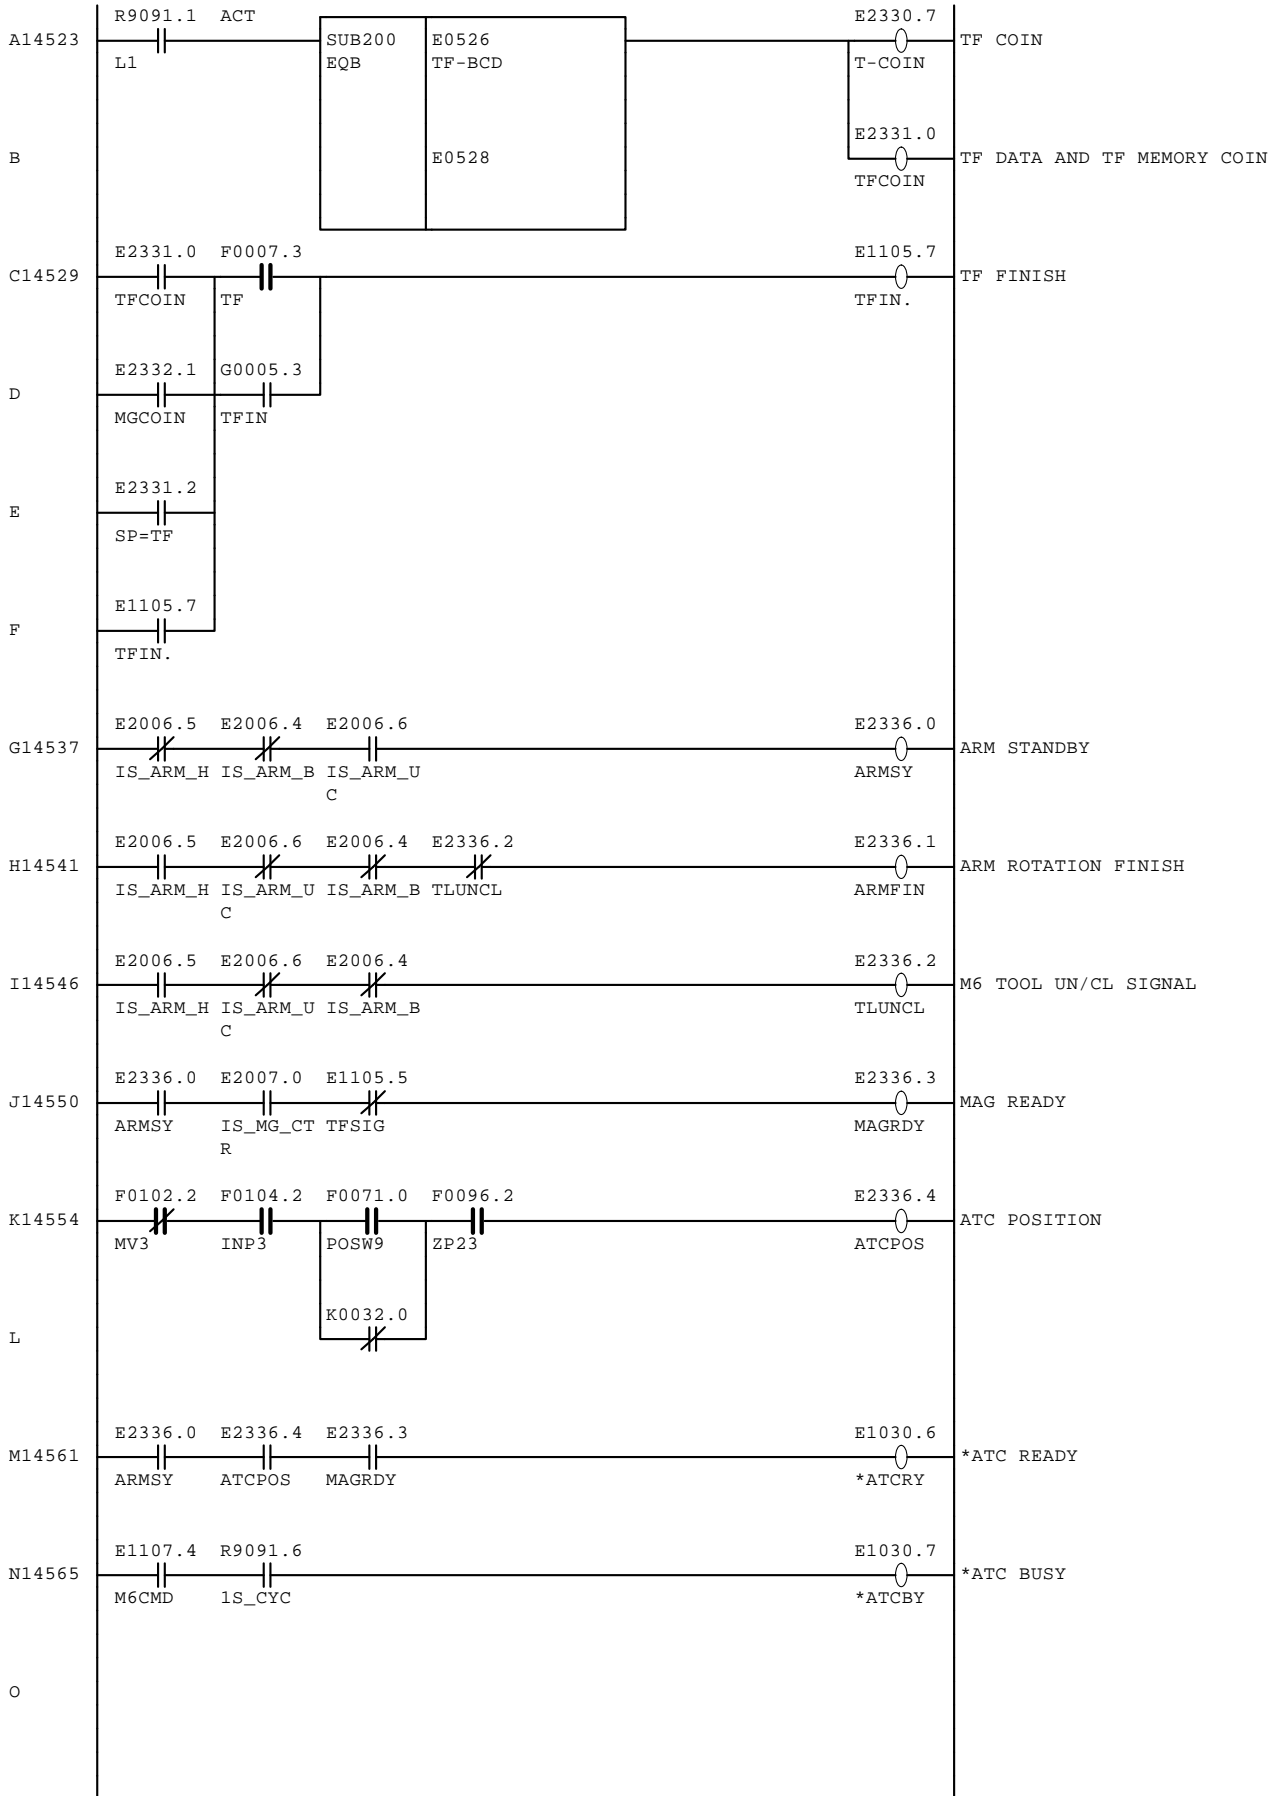 R9091.1 ACT E2330.7
A14523 SUB200 E0526 TF COIN
L1 EQB TF-BCD T-COIN
E2331.0
B E0528 TF DATA AND TF MEMORY COIN
TFCOIN
E2331.0 F0007.3 E1105.7
C14529 TF FINISH
TFCOIN TF TFIN.
E2332.1 G0005.3
D
MGCOIN TFIN
E2331.2
E
SP=TF
E1105.7
F
TFIN.
E2006.5 E2006.4 E2006.6 E2336.0
G14537 ARM STANDBY
IS_ARM_H IS_ARM_B IS_ARM_U ARMSY
C
E2006.5 E2006.6 E2006.4 E2336.2 E2336.1
H14541 ARM ROTATION FINISH
IS_ARM_H IS_ARM_U IS_ARM_B TLUNCL ARMFIN
C
E2006.5 E2006.6 E2006.4 E2336.2
I14546 M6 TOOL UN/CL SIGNAL
IS_ARM_H IS_ARM_U IS_ARM_B TLUNCL
C
E2336.0 E2007.0 E1105.5 E2336.3
J14550 MAG READY
ARMSY IS_MG_CT TFSIG MAGRDY
R
F0102.2 F0104.2 F0071.0 F0096.2 E2336.4
K14554 ATC POSITION
MV3 INP3 POSW9 ZP23 ATCPOS
K0032.0
L
E2336.0 E2336.4 E2336.3 E1030.6
M14561 *ATC READY
ARMSY ATCPOS MAGRDY *ATCRY
E1107.4 R9091.6 E1030.7
N14565 *ATC BUSY
M6CMD 1S_CYC *ATCBY
O